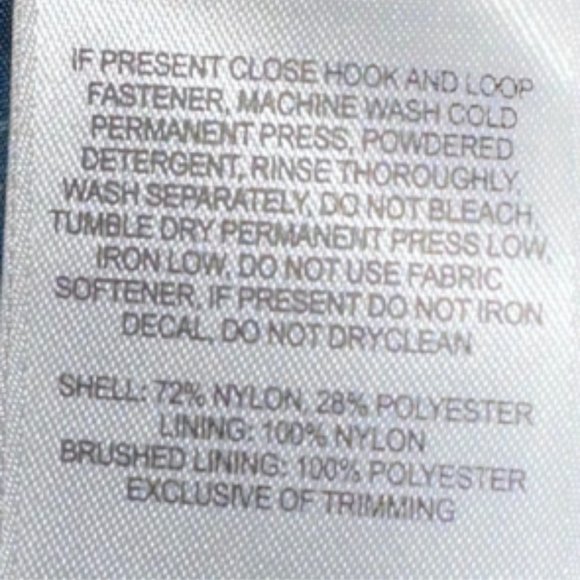 IF PRESENT CLOSE HOOK AND LOOP
FASTENER, MACHINE WASH COLD
PERMANENT PRESS, POWDERED
DETERGENT, RINSE THOROUGHLY,
WASH SEPARATELY, DO NOT BLEACH,
TUMBLE DRY PERMANENT PRESS LOW,
IRON LOW, DO NOT USE FABRIC
SOFTENER, IF PRESENT DO NOT IRON
DECAL, DO NOT DRYCLEAN
SHELL: 72% NYLON, 28% POLYESTER
LINING: 100% NYLON
BRUSHED LINING: 100% POLYESTER
EXCLUSIVE OF TRIMMING